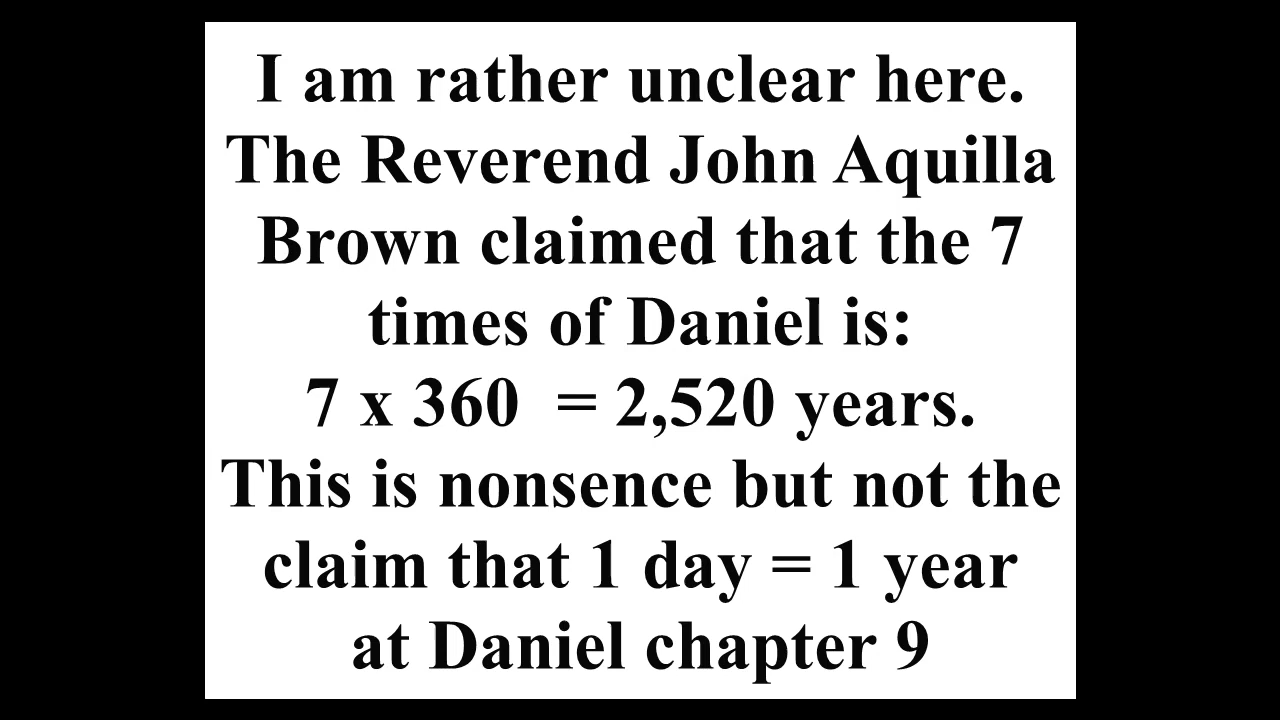 I am rather unclear here.
The Reverend John Aquilla
Brown claimed that the 7
times of Daniel is:
7 x 360  = 2,520 years.
This is nonsence but not the
claim that 1 day = 1 year
at Daniel chapter 9